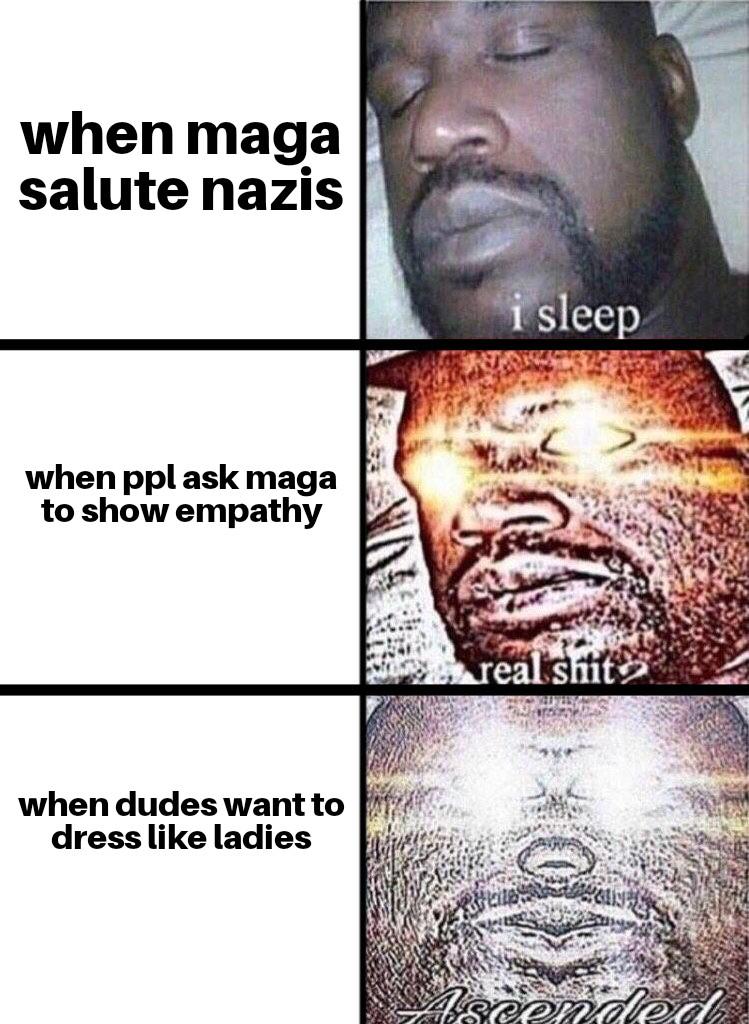 when maga
salute nazis
i sleep
when ppl ask maga
to show empathy
real shit?
when dudes want to
dress like ladies
Ascended